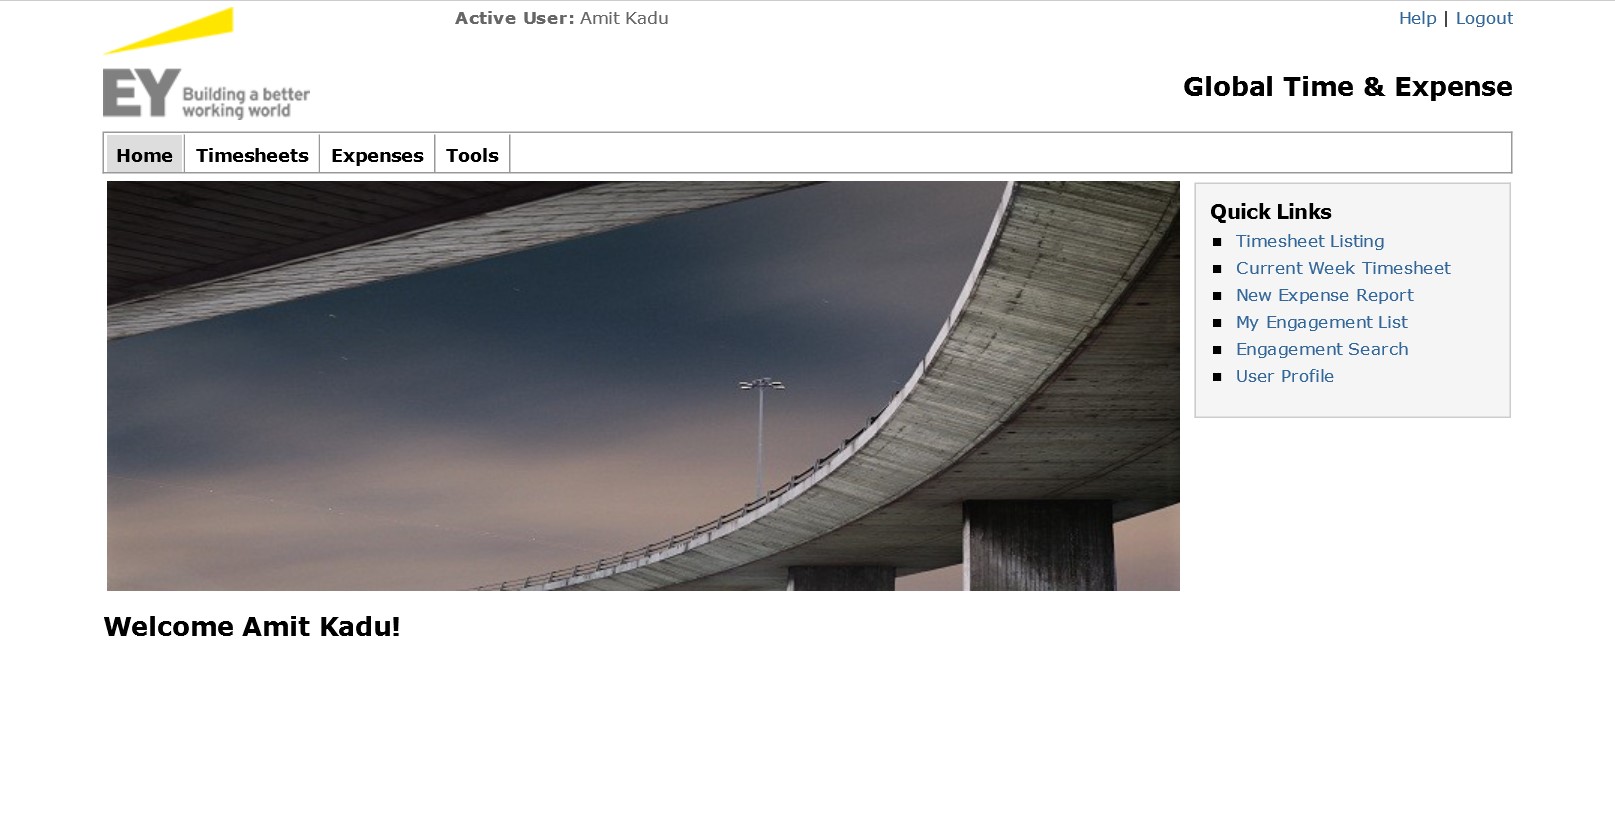 Active User: Amit Kadu
Help | Logout
EY Building a better
working world
Global Time & Expense
Home Timesheets Expenses Tools
Quick Links
Timesheet Listing
Current Week Timesheet
New Expense Report
My Engagement List
Engagement Search
User Profile
Welcome Amit Kadu!